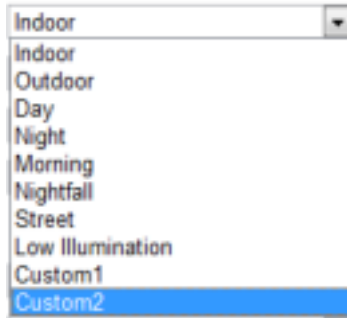 Indoor
Indoor
Outdoor
Day
Night
Morning
Nightfall
Street
Low Illumination
Custom1
Custom2